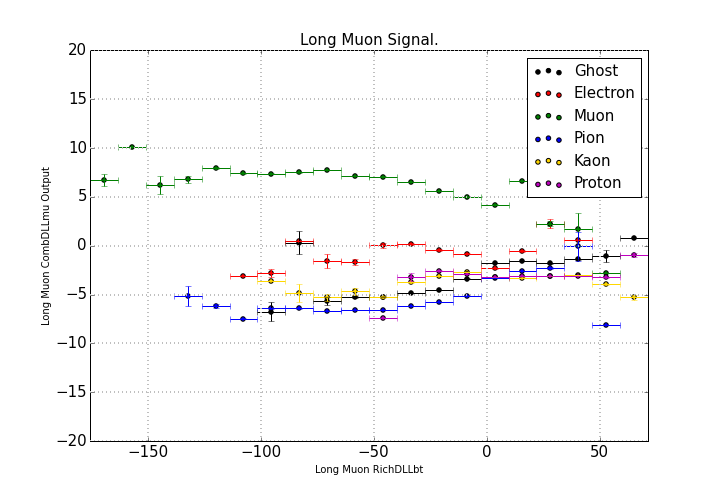 Long Muon Signal.
20
15
10
5
0
−5
−10
−15
−20
Long Muon CombDLLmu Output
Ghost
Electron
Muon
Pion
Kaon
Proton
−150
−100
−50
0
50
Long Muon RichDLLbt